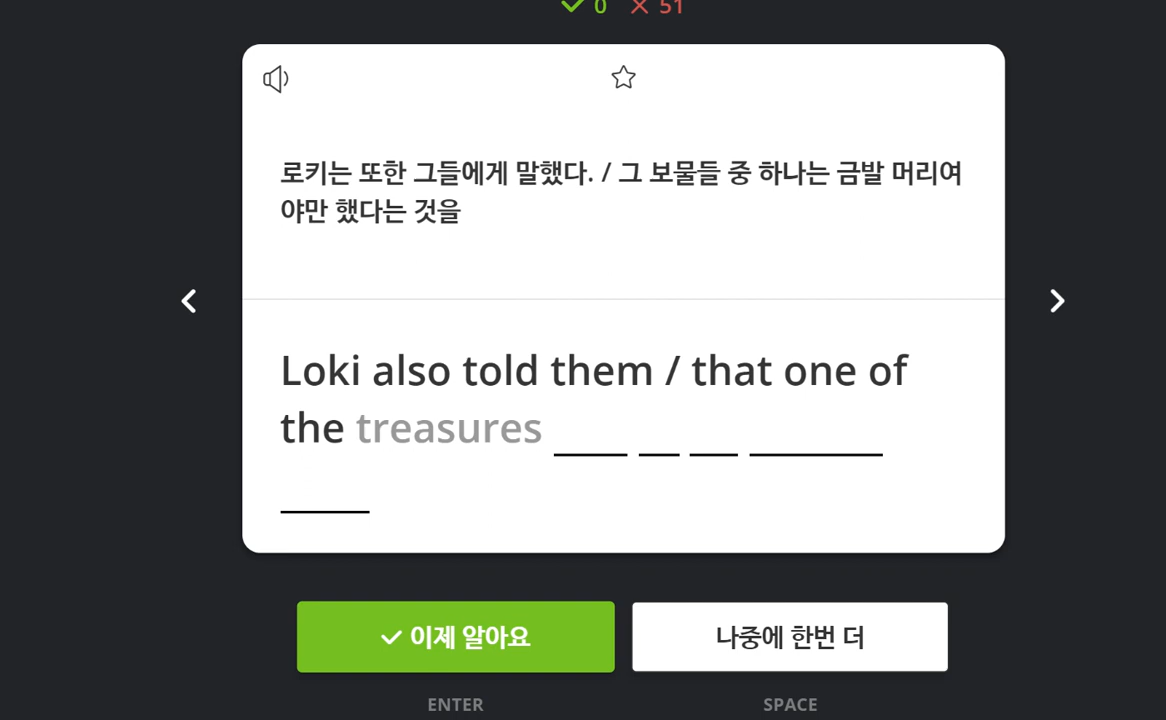 0 51
로키는 또한 그들에게 말했다. / 그 보물들 중 하나는 금발 머리여
야만 했다는 것을
Loki also told them / that one of
the treasures
이제 알아요 나중에 한번 더
ENTER SPACE